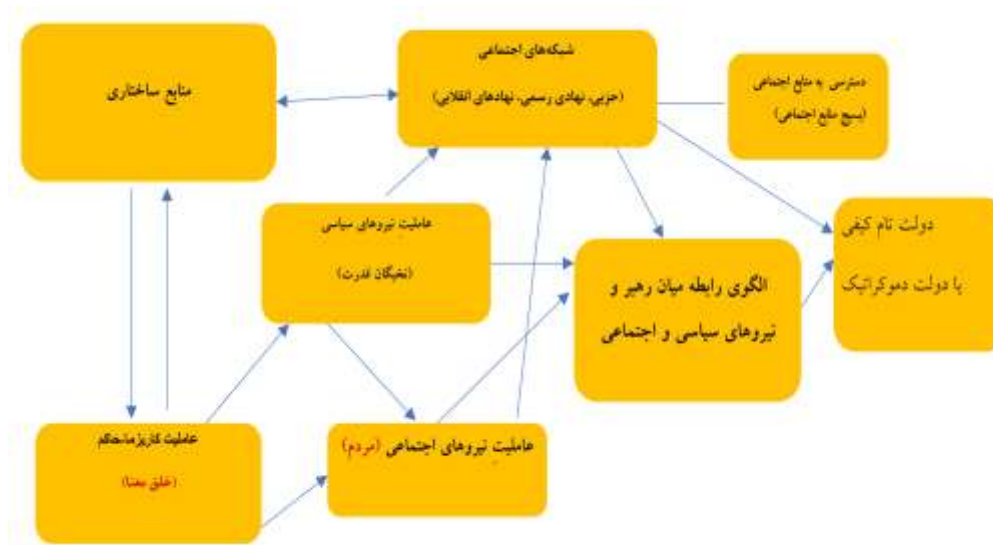 شبکه‌های اجتماعی
(حزبی، نهادی رسمی، نهادهای انقلابی)
منابع ساختاری
دسترسی به منابع اجتماعی
(بسیج منابع اجتماعی)
عاملیت نیروهای سیاسی
(نخبگان قدرت)
دولت تام کیفی
یا دولت دموکراتیک
الگوی رابطه میان رهبر و
نیروهای سیاسی و اجتماعی
عاملیت کاریزما-حاکم
(خلق معنا)
عاملیت نیروهای اجتماعی (مردم)